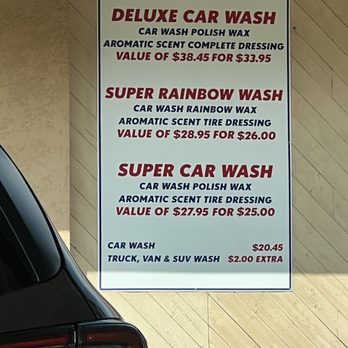 DELUXE CAR WASH
CAR WASH POLISH WAX
AROMATIC SCENT COMPLETE DRESSING
VALUE OF $38.45 FOR $33.95
SUPER RAINBOW WASH
CAR WASH RAINBOW WAX
AROMATIC SCENT TIRE DRESSING
VALUE OF $28.95 FOR $26.00
SUPER CAR WASH
CAR WASH POLISH WAX
AROMATIC SCENT TIRE DRESSING
VALUE OF $27.95 FOR $25.00
CAR WASH $20.45
TRUCK, VAN & SUV WASH $2.00 EXTRA